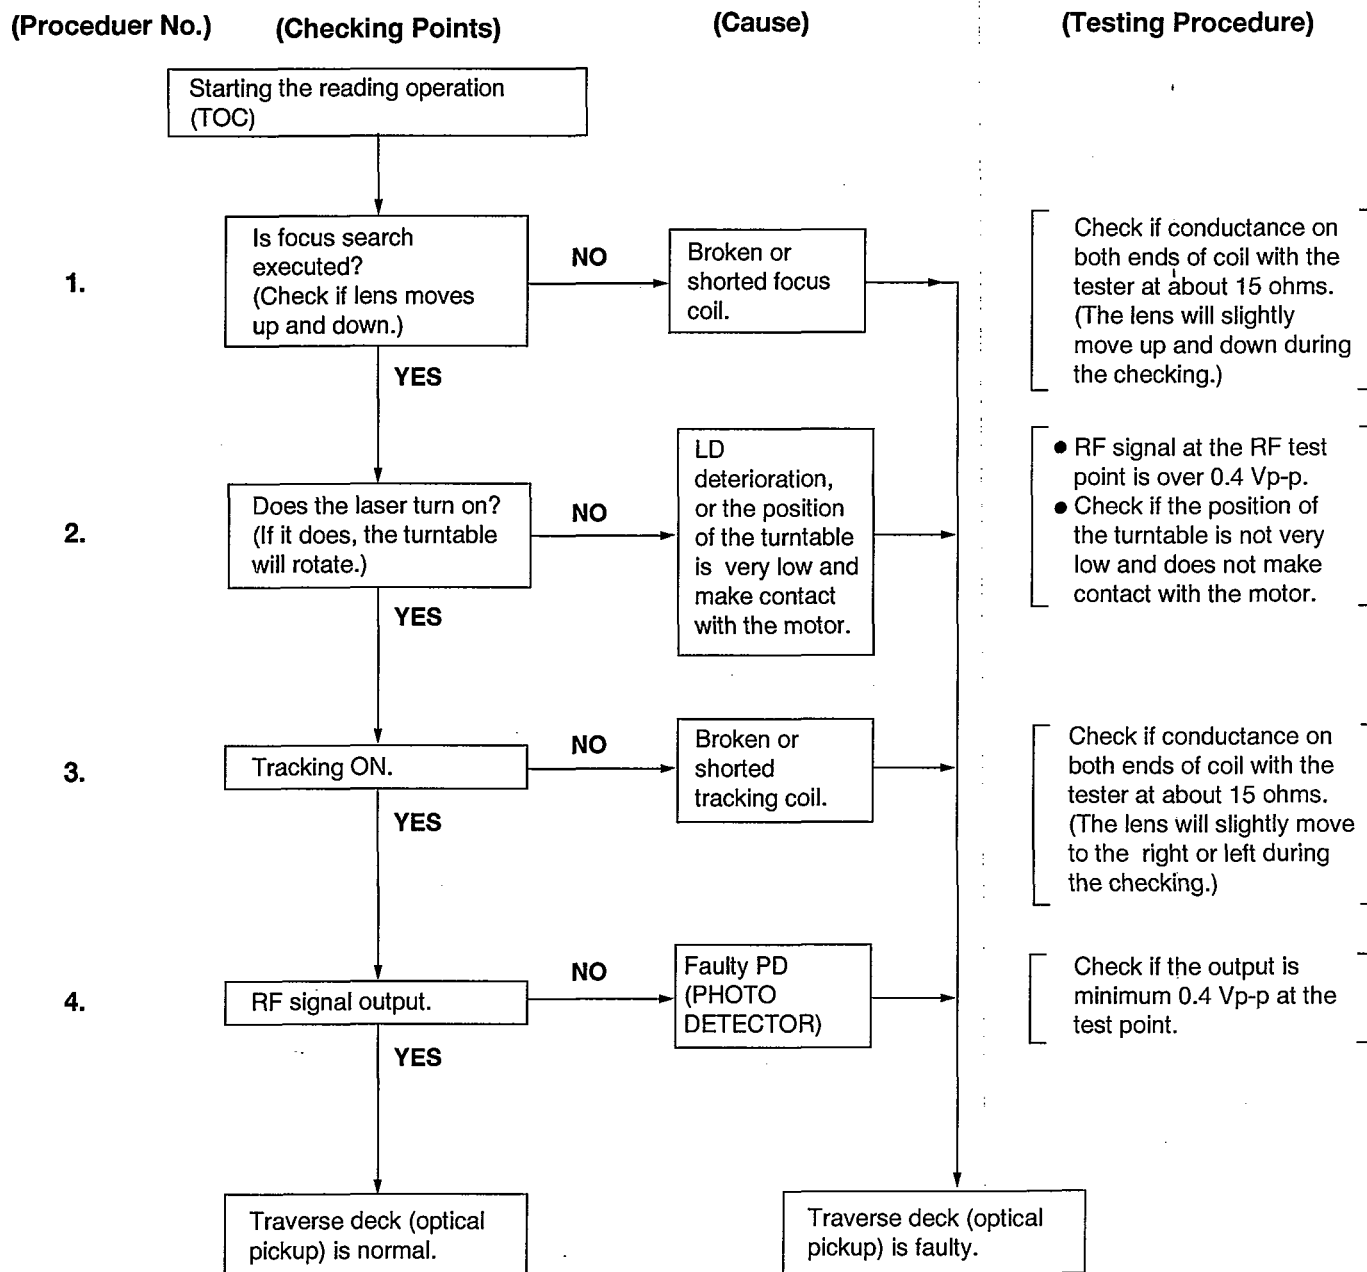 (Proceduer No.) (Checking Points) (Cause) (Testing Procedure)
Starting the reading operation
(TOC)
1.
Is focus search
executed?
(Check if lens moves
up and down.)
NO
Broken or
shorted focus
coil.
Check if conductance on
both ends of coil with the
tester at about 15 ohms.
(The lens will slightly
move up and down during
the checking.)
YES
2.
Does the laser turn on?
(If it does, the turntable
will rotate.)
NO
LD
deterioration,
or the position
of the turntable
is very low and
make contact
with the motor.
● RF signal at the RF test
point is over 0.4 Vp-p.
● Check if the position of
the turntable is not very
low and does not make
contact with the motor.
YES
3.
Tracking ON.
NO
Broken or
shorted
tracking coil.
Check if conductance on
both ends of coil with the
tester at about 15 ohms.
(The lens will slightly move
to the right or left during
the checking.)
YES
4.
RF signal output.
NO
Faulty PD
(PHOTO
DETECTOR)
Check if the output is
minimum 0.4 Vp-p at the
test point.
YES
Traverse deck (optical
pickup) is normal.
Traverse deck (optical
pickup) is faulty.